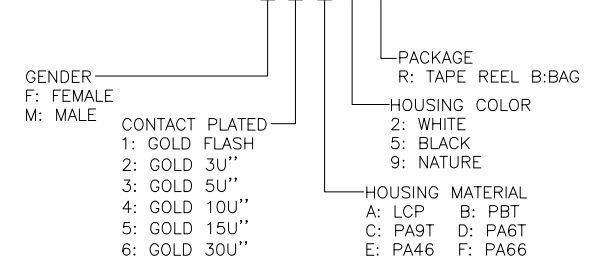 GENDER
F: FEMALE
M: MALE
CONTACT PLATED
1: GOLD FLASH
2: GOLD 3U''
3: GOLD 5U''
4: GOLD 10U''
5: GOLD 15U''
6: GOLD 30U''
PACKAGE
R: TAPE REEL B:BAG
HOUSING COLOR
2: WHITE
5: BLACK
9: NATURE
HOUSING MATERIAL
A: LCP B: PBT
C: PA9T D: PA6T
E: PA46 F: PA66